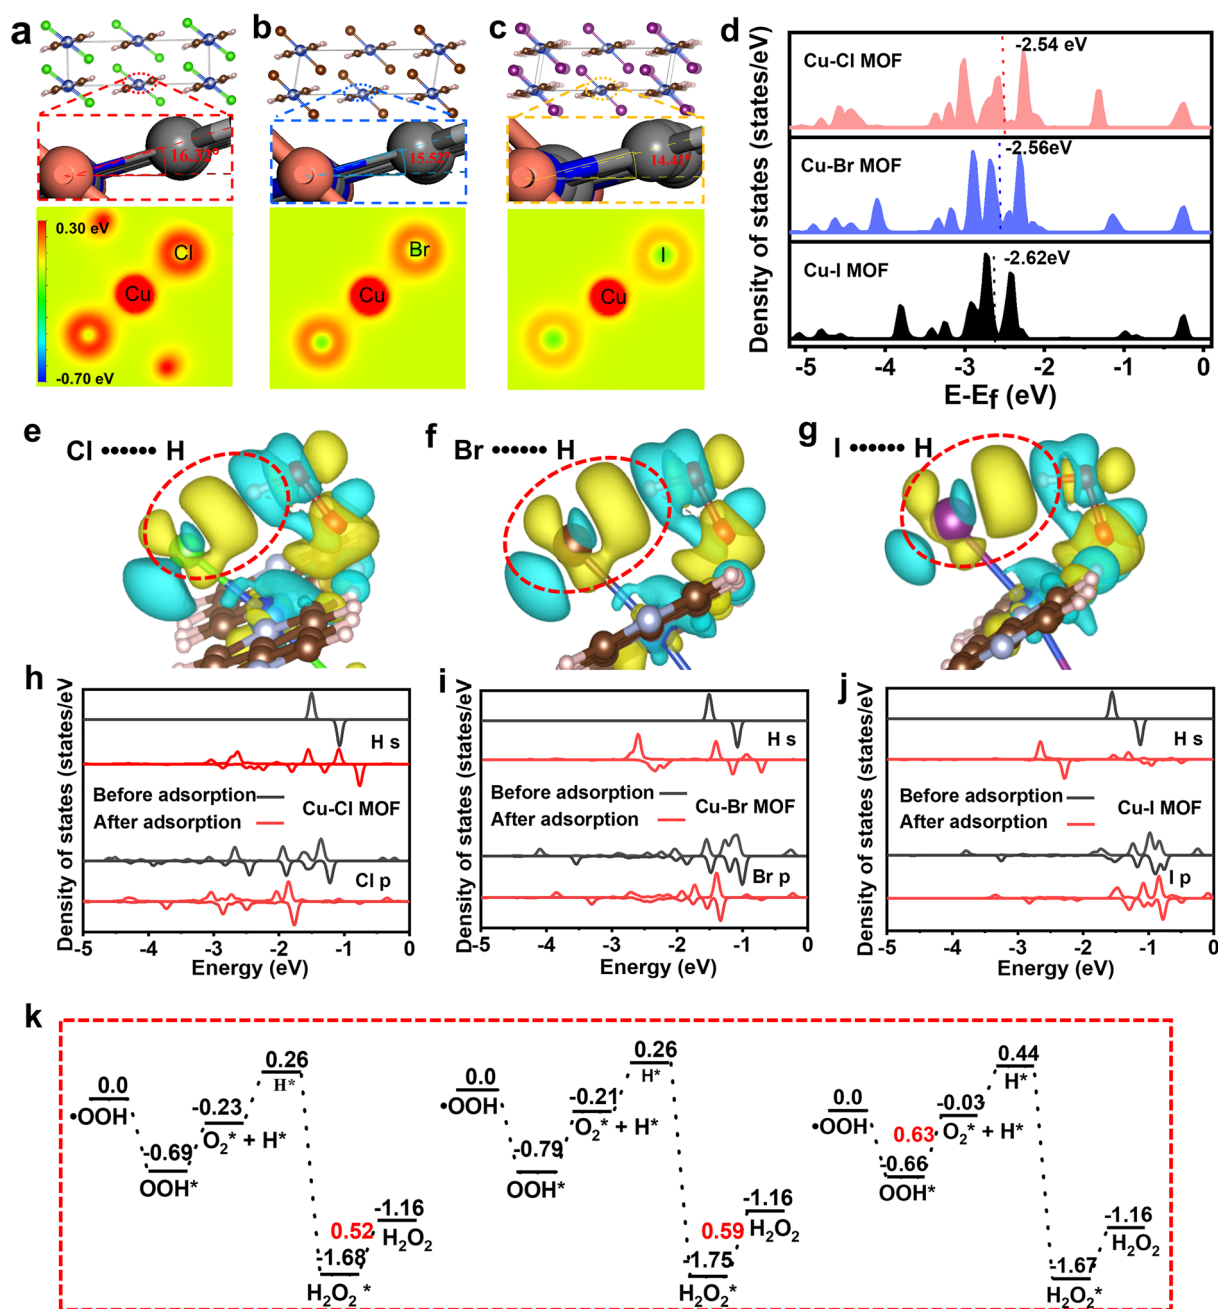 a
b
c
d
16.32°
15.52°
14.41°
0.30 eV
-0.70 eV
Cl
Cu
Br
Cu
I
Cu
Density of states (states/eV)
Cu-Cl MOF
-2.54 eV
Cu-Br MOF
-2.56eV
Cu-I MOF
-2.62eV
-5 -4 -3 -2 -1 0
E-Ef (eV)
e
Cl •••••• H
f
Br •••••• H
g
I •••••• H
h
Density of states (states/eV
H s
Before adsorption
After adsorption
Cu-Cl MOF
Cl p
-5 -4 -3 -2 -1 0
Energy (eV)
i
Density of states (states/eV)
H s
Before adsorption
After adsorption
Cu-Br MOF
Br p
-5 -4 -3 -2 -1 0
Energy (eV)
j
Density of states (states/eV)
H s
Before adsorption
After adsorption
Cu-I MOF
I p
-5 -4 -3 -2 -1 0
Energy (eV)
k
0.0
•OOH
-0.69
OOH*
-0.23
O2* + H*
0.26
H*
0.52
-1.68
H2O2*
-1.16
H2O2
0.0
•OOH
-0.79
OOH*
-0.21
O2* + H*
0.26
H*
0.59
-1.75
H2O2*
-1.16
H2O2
0.0
•OOH
0.63
-0.66
OOH*
-0.03
O2* + H*
0.44
H*
-1.67
H2O2*
-1.16
H2O2